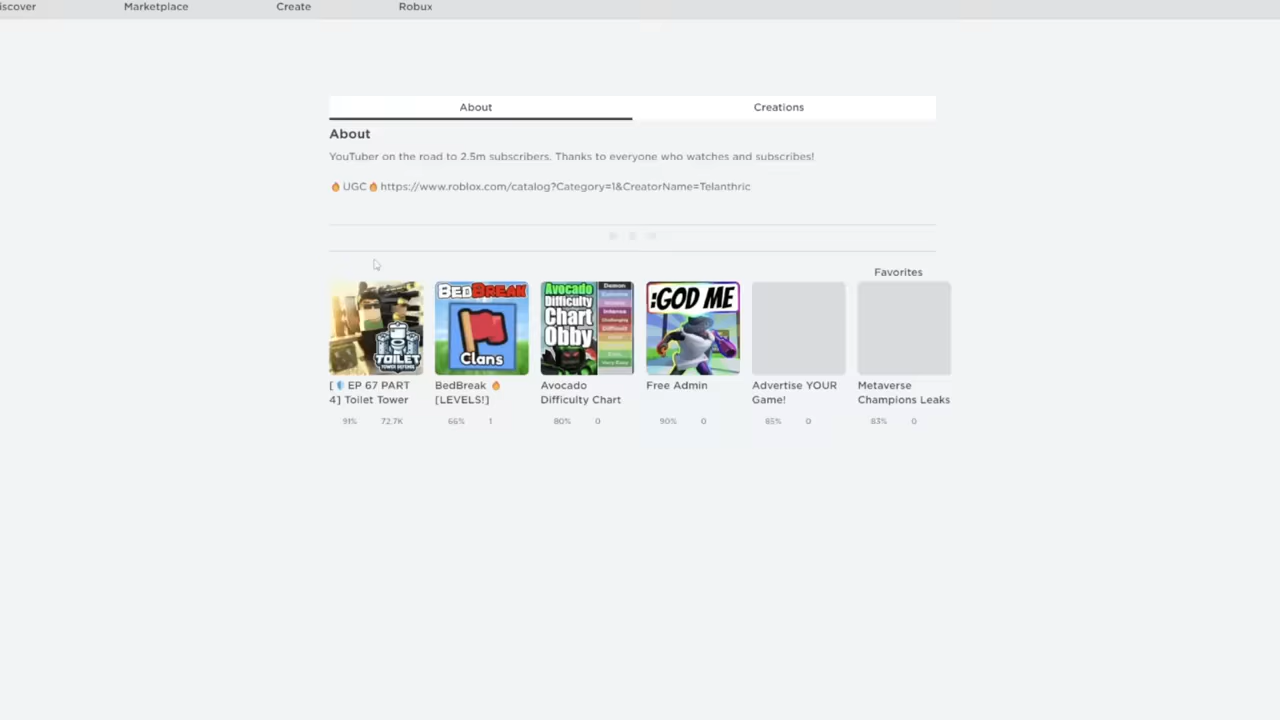 iscover Marketplace Create Robux
About Creations
About
YouTuber on the road to 2.5m subscribers. Thanks to everyone who watches and subscribes!
🔥UGC🔥https://www.roblox.com/catalog?Category=1&CreatorName=Telanthric
Favorites
TOILET
TOWER DEFENSE
BEDBREAK
Clans
Avocado
Difficulty
Chart
Obby
Demon
Insane
Difficult
:GOD ME
[🛡️EP 67 PART
4] Toilet Tower
91% 72.7K
BedBreak 🔥
[LEVELS!]
66% 1
Avocado
Difficulty Chart
80% 0
Free Admin
90% 0
Advertise YOUR
Game!
85% 0
Metaverse
Champions Leaks
83% 0